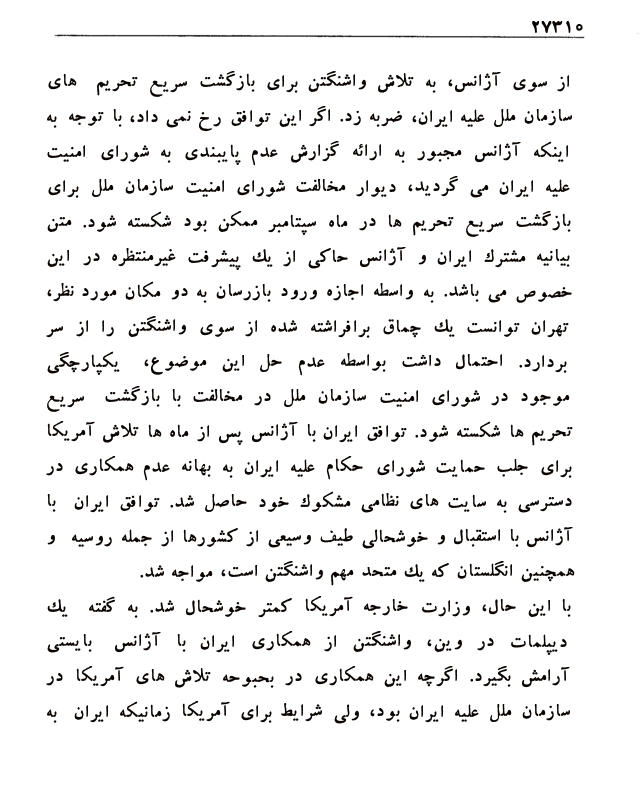 ۲۷۳۱۰
از سوی آژانس، به تلاش واشنگتن برای بازگشت سریع تحریم های
سازمان ملل علیه ایران، ضربه زد. اگر این توافق رخ نمی داد، با توجه به
اینکه آژانس مجبور به ارائه گزارش عدم پایبندی به شورای امنیت
علیه ایران می گردید، دیوار مخالفت شورای امنیت سازمان ملل برای
بازگشت سریع تحریم ها در ماه سپتامبر ممکن بود شکسته شود. متن
بیانیه مشترك ایران و آژانس حاکی از یك پیشرفت غیرمنتظره در این
خصوص می باشد. به واسطه اجازه ورود بازرسان به دو مکان مورد نظر،
تهران توانست یك چماق برافراشته شده از سوی واشنگتن را از سر
بردارد. احتمال داشت بواسطه عدم حل این موضوع، یکپارچگی
موجود در شورای امنیت سازمان ملل در مخالفت با بازگشت سریع
تحریم ها شکسته شود. توافق ایران با آژانس پس از ماه ها تلاش آمریکا
برای جلب حمایت شورای حکام علیه ایران به بهانه عدم همکاری در
دسترسی به سایت های نظامی مشکوك خود حاصل شد. توافق ایران با
آژانس با استقبال و خوشحالی طیف وسیعی از کشورها از جمله روسیه و
همچنین انگلستان که یك متحد مهم واشنگتن است، مواجه شد.
با این حال، وزارت خارجه آمریکا کمتر خوشحال شد. به گفته یك
دیپلمات در وین، واشنگتن از همکاری ایران با آژانس بایستی
آرامش بگیرد. اگرچه این همکاری در بحبوحه تلاش های آمریکا در
سازمان ملل علیه ایران بود، ولی شرایط برای آمریکا زمانیکه ایران به